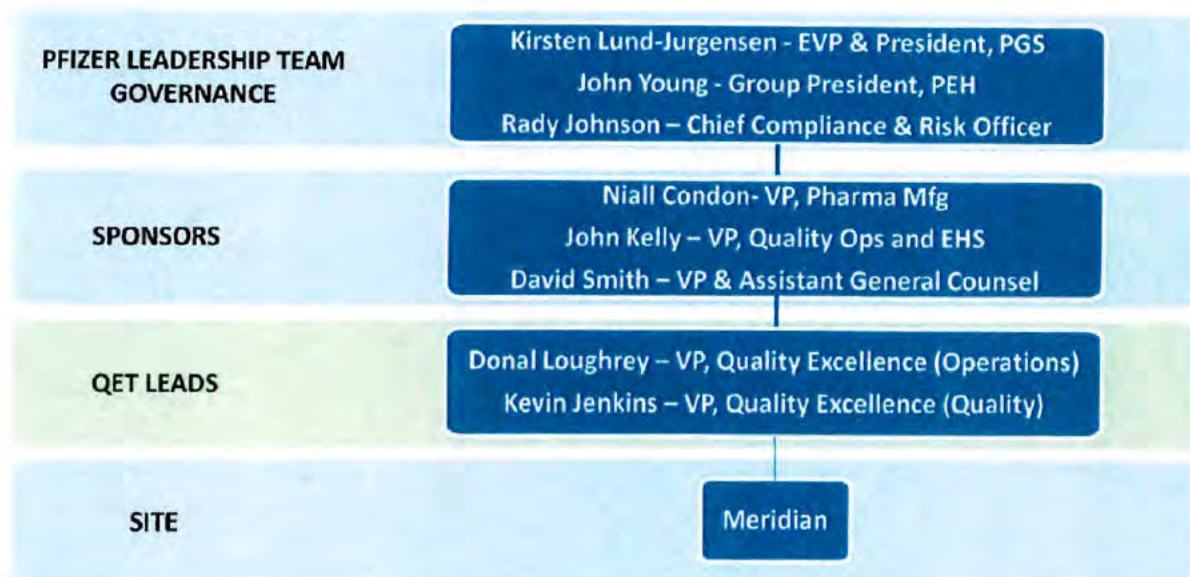 PFIZER LEADERSHIP TEAM
GOVERNANCE
Kirsten Lund-Jurgensen - EVP & President, PGS
John Young - Group President, PEH
Rady Johnson – Chief Compliance & Risk Officer
SPONSORS
Niall Condon- VP, Pharma Mfg
John Kelly – VP, Quality Ops and EHS
David Smith – VP & Assistant General Counsel
QET LEADS
Donal Loughrey – VP, Quality Excellence (Operations)
Kevin Jenkins – VP, Quality Excellence (Quality)
SITE
Meridian